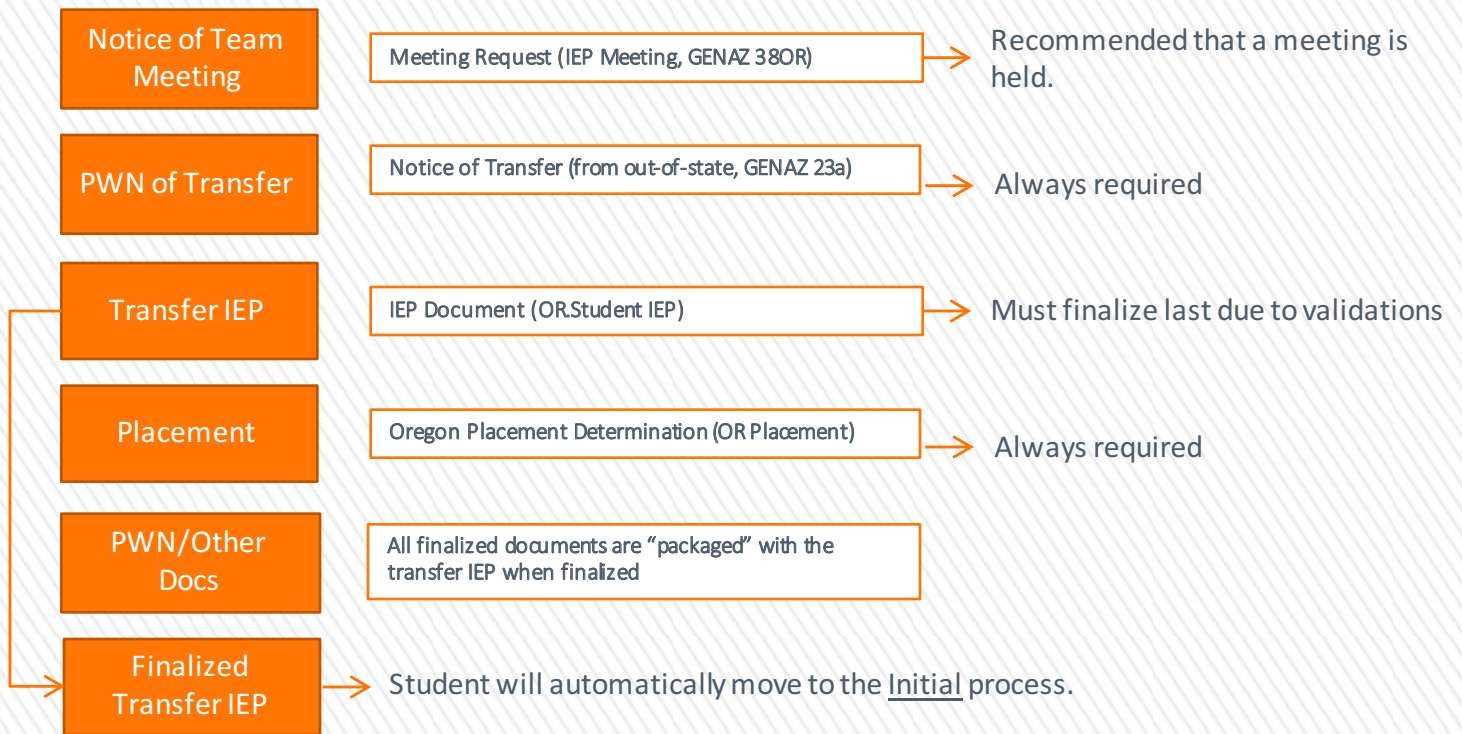 Notice of Team
Meeting
Meeting Request (IEP Meeting, GENAZ 38OR)
Recommended that a meeting is
held.
PWN of Transfer
Notice of Transfer (from out-of-state, GENAZ 23a)
Always required
Transfer IEP
IEP Document (OR.Student IEP)
Must finalize last due to validations
Placement
Oregon Placement Determination (OR Placement)
Always required
PWN/Other
Docs
All finalized documents are “packaged” with the
transfer IEP when finalized
Finalized
Transfer IEP
Student will automatically move to the Initial process.